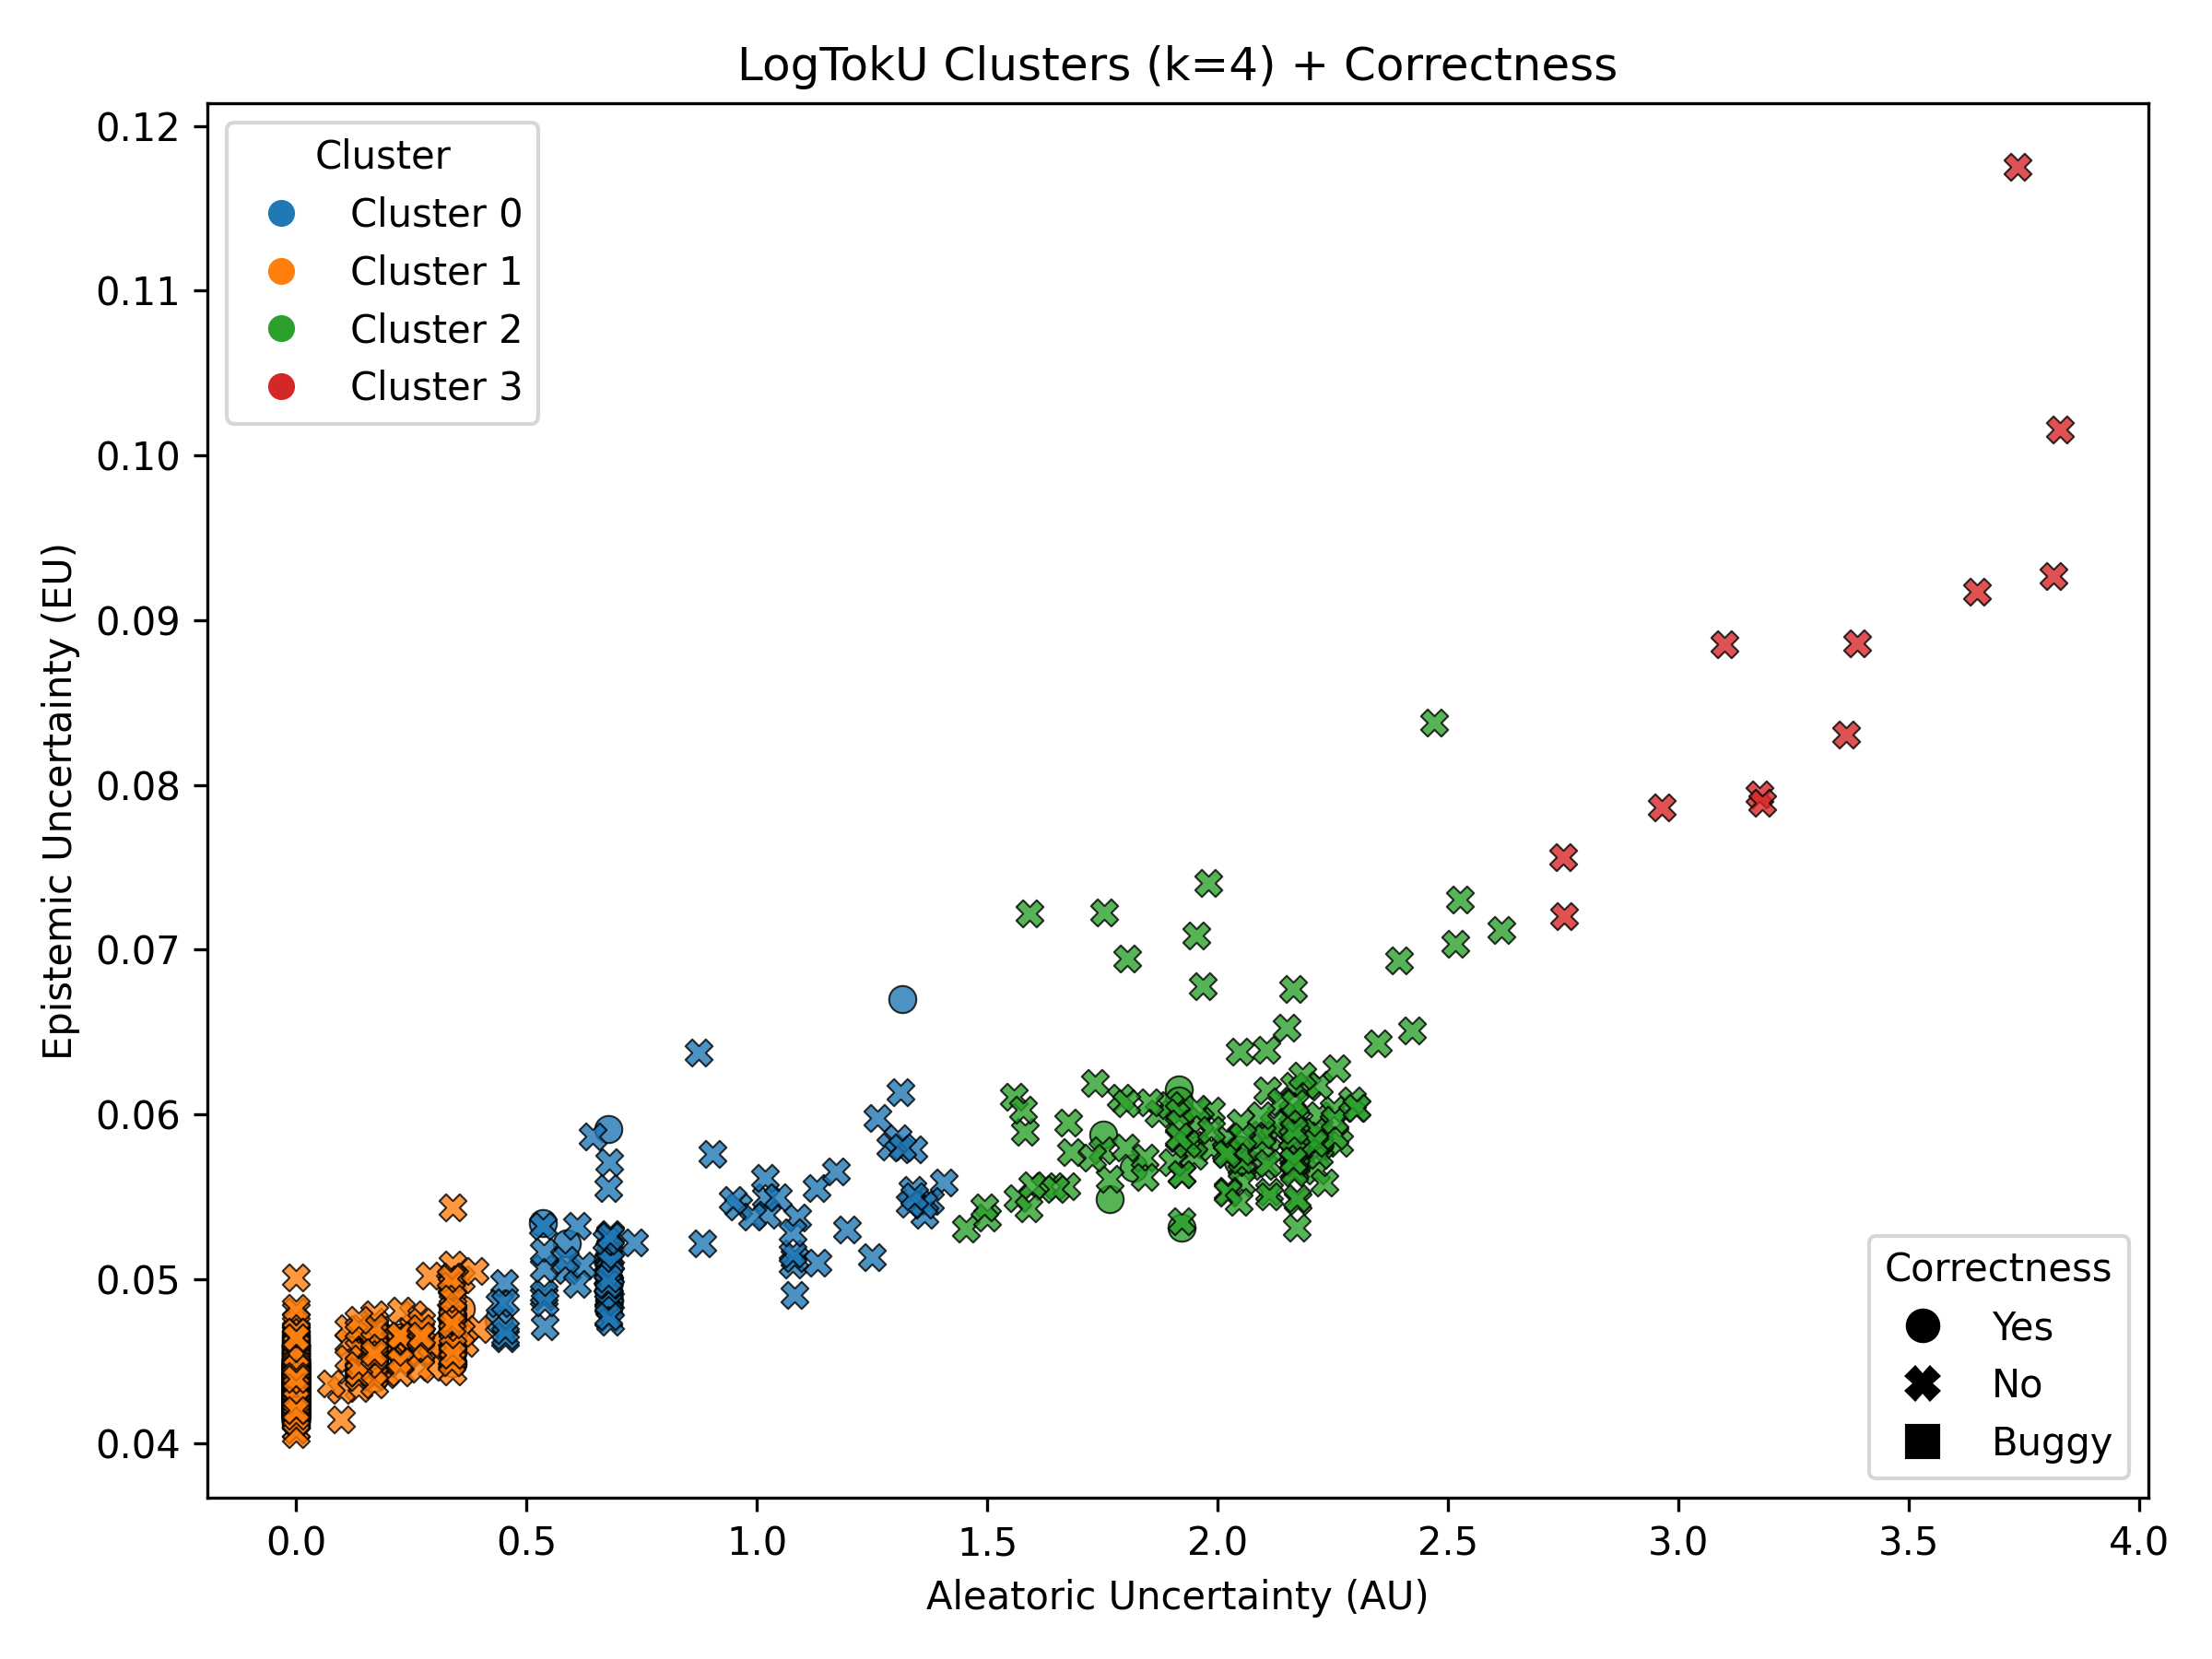 LogTokU Clusters (k=4) + Correctness
Cluster
Cluster 0
Cluster 1
Cluster 2
Cluster 3
0.12
0.11
0.10
0.09
0.08
0.07
0.06
0.05
0.04
Epistemic Uncertainty (EU)
Correctness
Yes
No
Buggy
0.0 0.5 1.0 1.5 2.0 2.5 3.0 3.5 4.0
Aleatoric Uncertainty (AU)